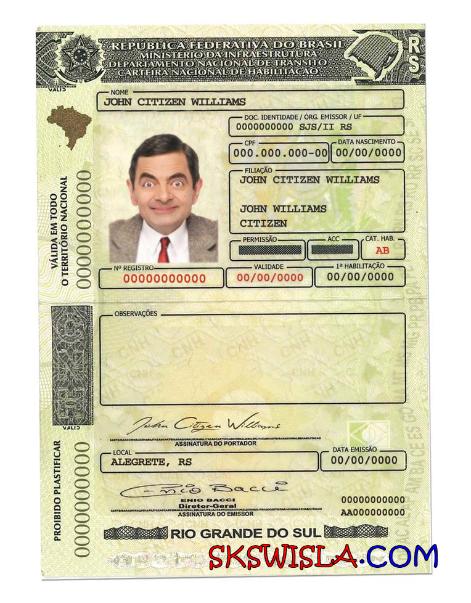 REPÚBLICA FEDERATIVA DO BRASIL
MINISTÉRIO DA INFRAESTRUTURA
DEPARTAMENTO NACIONAL DE TRÂNSITO
CARTEIRA NACIONAL DE HABILITAÇÃO
RS
NOME
JOHN CITIZEN WILLIAMS
DOC. IDENTIDADE / ÓRG. EMISSOR / UF
0000000000 SJS/II RS
CPF
000.000.000-00
DATA NASCIMENTO
00/00/0000
FILIAÇÃO
JOHN CITIZEN WILLIAMS
JOHN WILLIAMS
CITIZEN
PERMISSÃO
ACC
CAT. HAB.
AB
Nº REGISTRO
00000000000
VALIDADE
00/00/0000
1ª HABILITAÇÃO
00/00/0000
VÁLIDA EM TODO
O TERRITÓRIO NACIONAL
0000000000
OBSERVAÇÕES
John Citizen Williams
ASSINATURA DO PORTADOR
LOCAL
ALEGRETE, RS
DATA EMISSÃO
00/00/0000
Enio Bacci
ENIO BACCI
Diretor-Geral
ASSINATURA DO EMISSOR
00000000000
AA000000000
PROIBIDO PLASTIFICAR
0000000000
RIO GRANDE DO SUL
SKSWISLA.COM